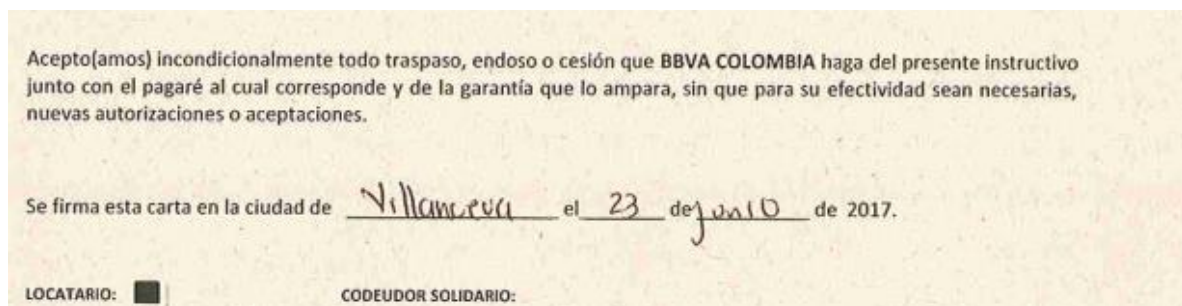 Acepto(amos) incondicionalmente todo traspaso, endoso o cesión que BBVA COLOMBIA haga del presente instructivo
junto con el pagaré al cual corresponde y de la garantía que lo ampara, sin que para su efectividad sean necesarias,
nuevas autorizaciones o aceptaciones.
Se firma esta carta en la ciudad de Villanueva el 23 de junio de 2017.
LOCATARIO: CODEUDOR SOLIDARIO: